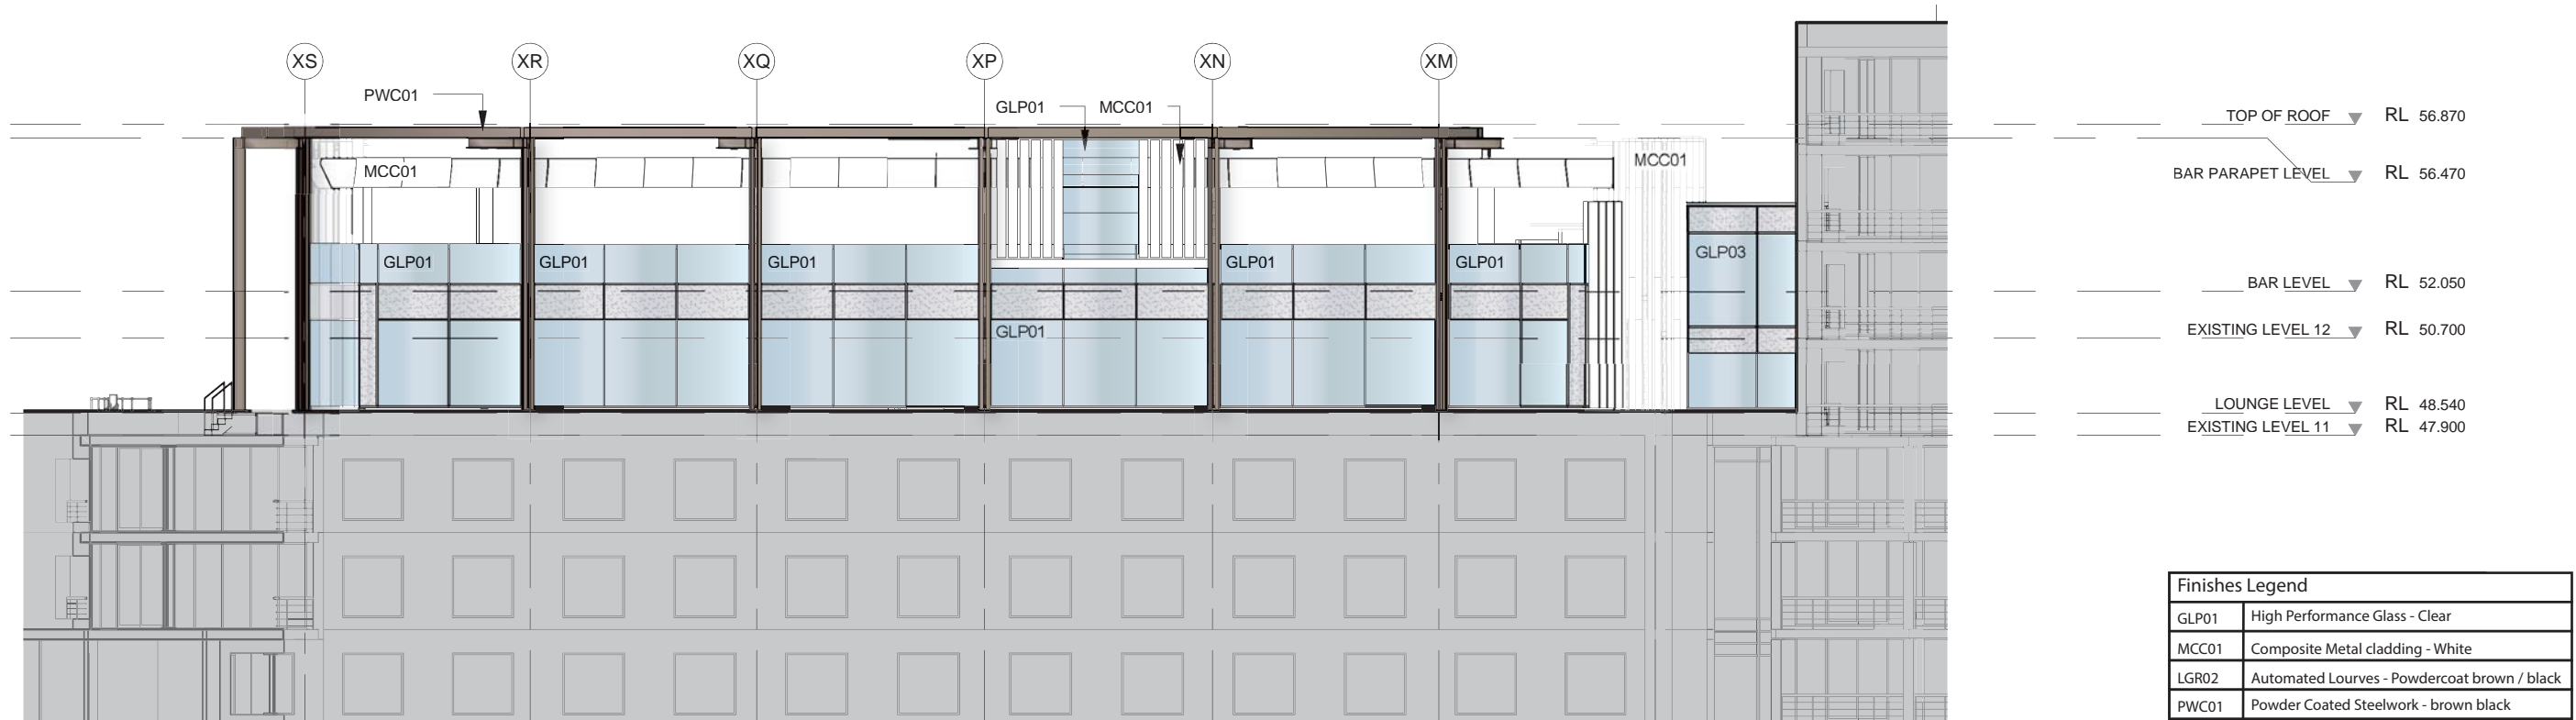 XS XR XQ XP XN XM
PWC01
GLP01 MCC01
MCC01
MCC01
GLP01 GLP01 GLP01 GLP01 GLP01
GLP03
GLP01
TOP OF ROOF RL 56.870
BAR PARAPET LEVEL RL 56.470
BAR LEVEL RL 52.050
EXISTING LEVEL 12 RL 50.700
LOUNGE LEVEL RL 48.540
EXISTING LEVEL 11 RL 47.900
Finishes Legend
GLP01 High Performance Glass - Clear
MCC01 Composite Metal cladding - White
LGR02 Automated Lourves - Powdercoat brown / black
PWC01 Powder Coated Steelwork - brown black